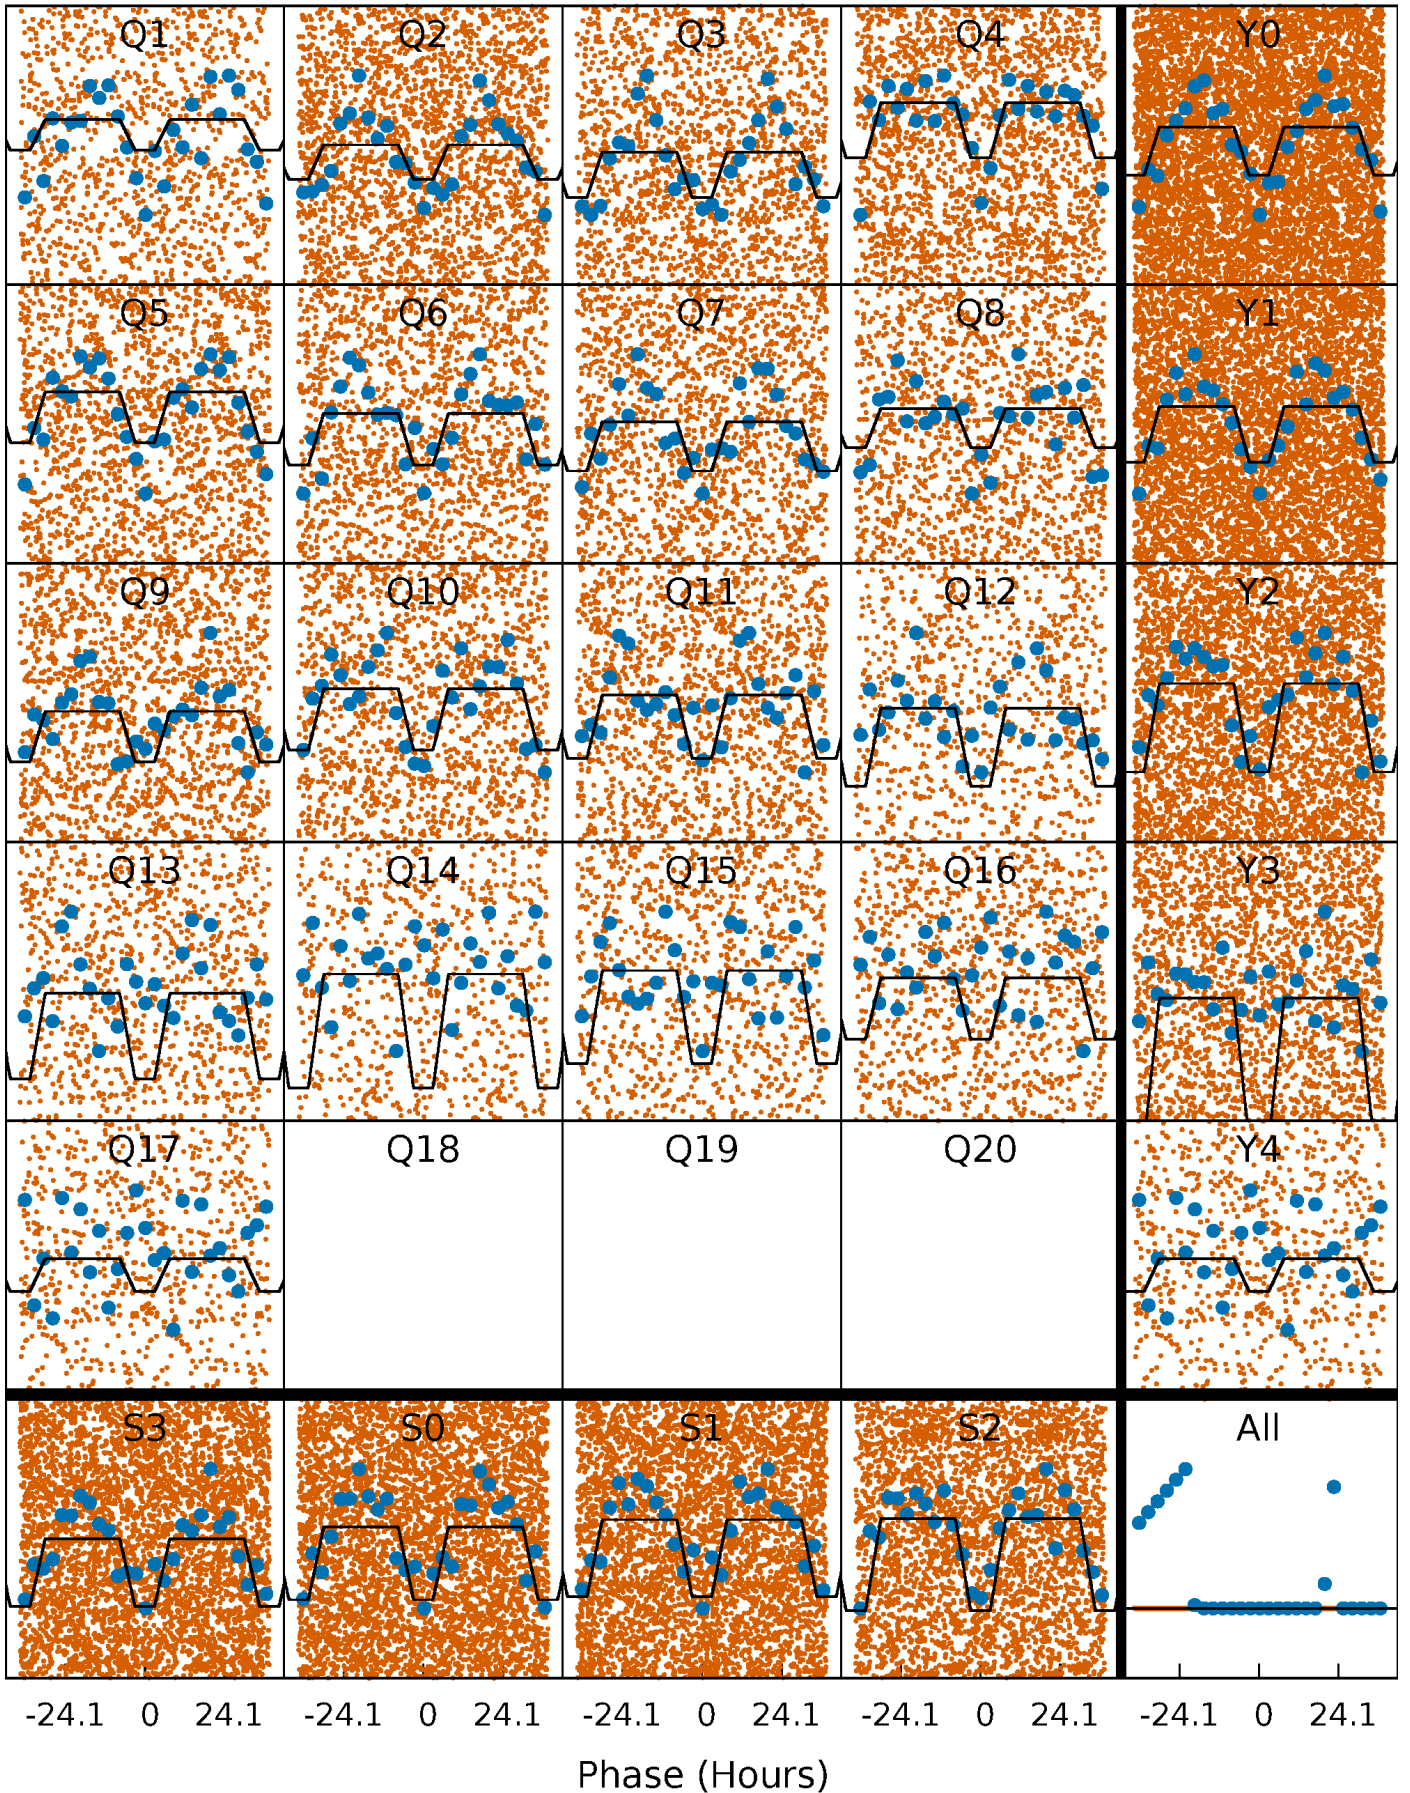 Q1 Q2 Q3 Q4 Y0
Q5 Q6 Q7 Q8 Y1
Q9 Q10 Q11 Q12 Y2
Q13 Q14 Q15 Q16 Y3
Q17 Q18 Q19 Q20 Y4
S3 S0 S1 S2 All
-24.1 0 24.1 -24.1 0 24.1 -24.1 0 24.1 -24.1 0 24.1 -24.1 0 24.1
Phase (Hours)